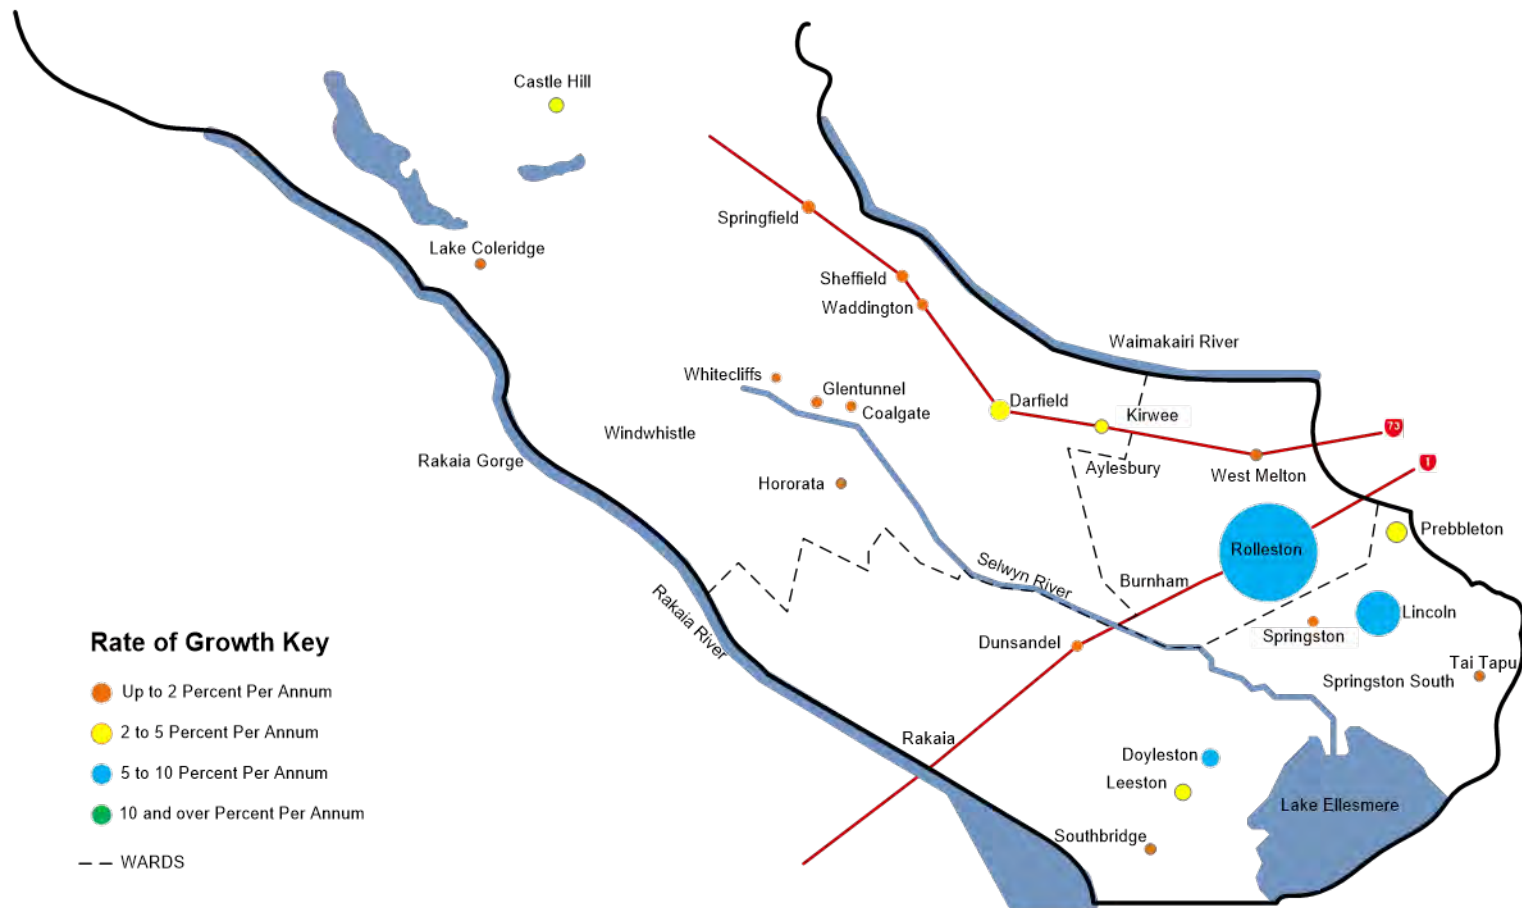 Castle Hill
Springfield
Lake Coleridge
Sheffield
Waddington
Waimakairi River
Whitecliffs
Glentunnel
Coalgate
Darfield
Kirwee
73
Windwhistle
Rakaia Gorge
Aylesbury
West Melton
1
Hororata
Prebbleton
Rolleston
Selwyn River
Burnham
Rakaia River
Lincoln
Springston
Dunsandel
Tai Tapu
Springston South
Rakaia
Doyleston
Leeston
Lake Ellesmere
Southbridge
Rate of Growth Key
Up to 2 Percent Per Annum
2 to 5 Percent Per Annum
5 to 10 Percent Per Annum
10 and over Percent Per Annum
WARDS